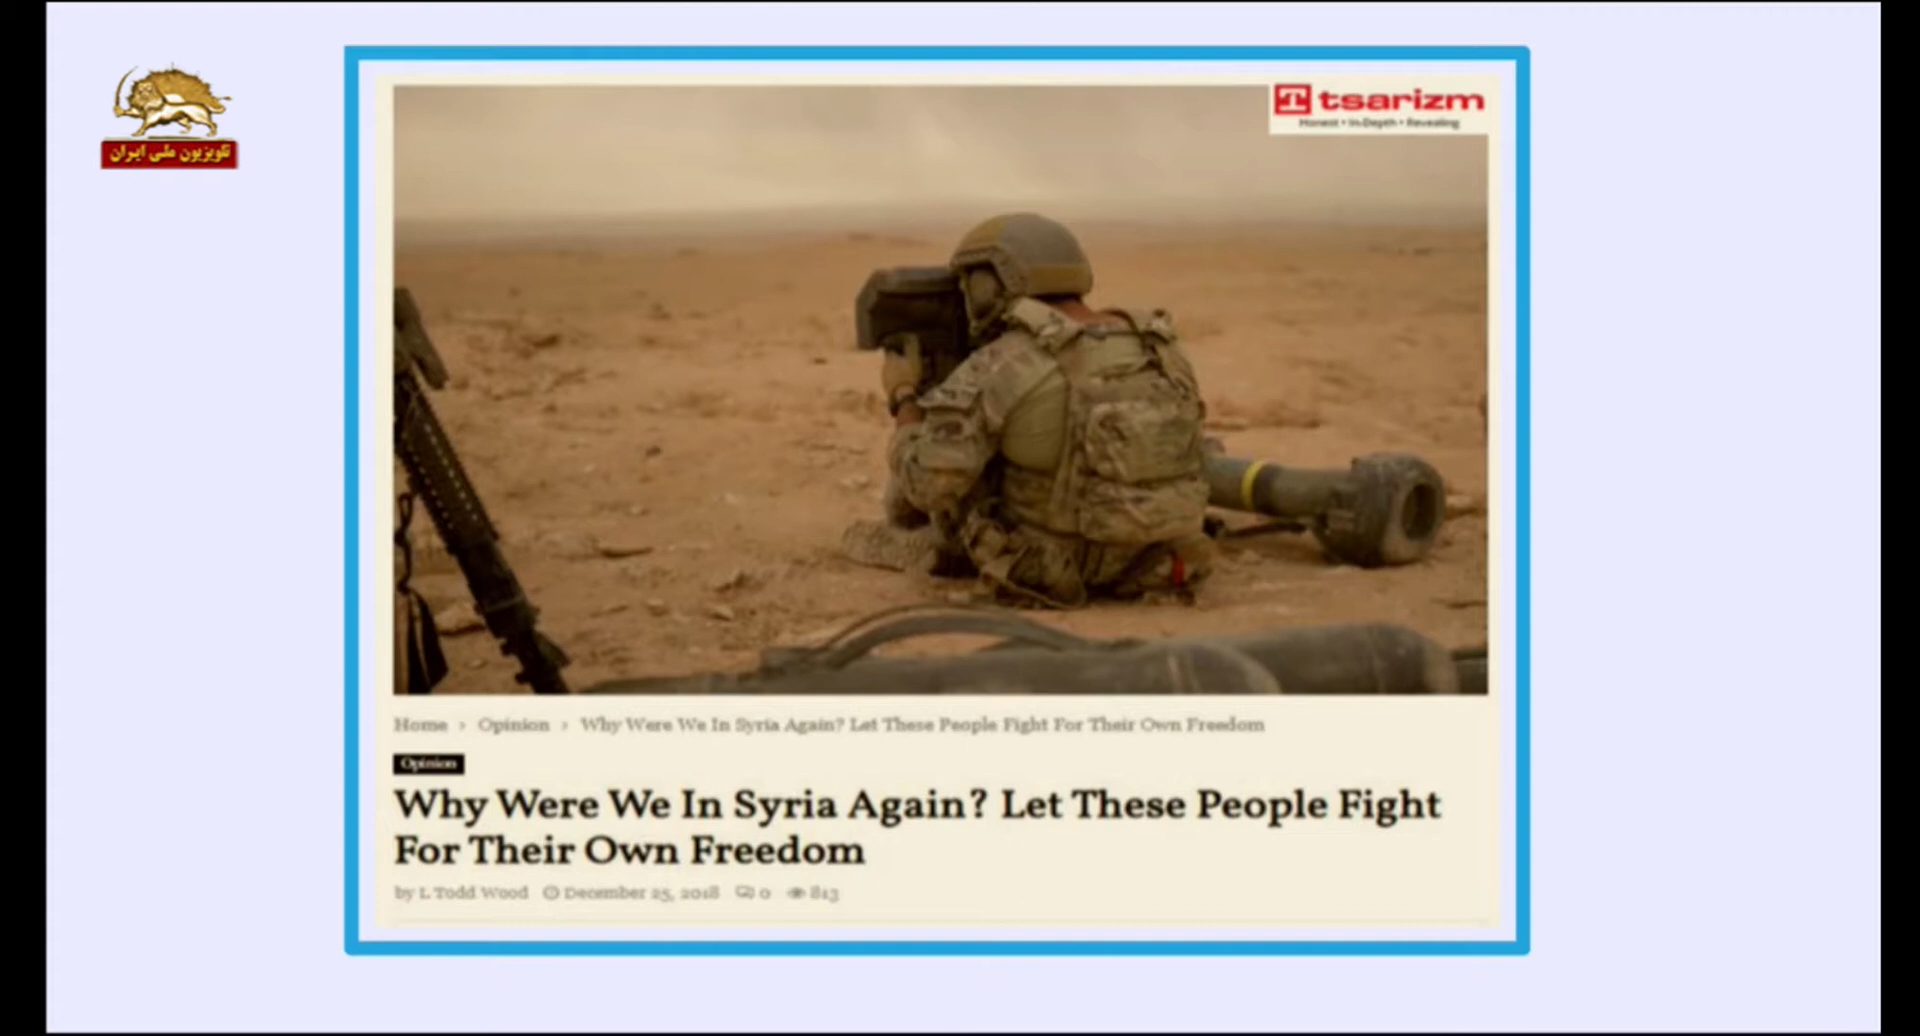 تلویزیون ملی ایران
tsarizm
Honest • In-Depth • Revealing
Home › Opinion › Why Were We In Syria Again? Let These People Fight For Their Own Freedom
Opinion
Why Were We In Syria Again? Let These People Fight
For Their Own Freedom
by L Todd Wood December 25, 2018 0 813